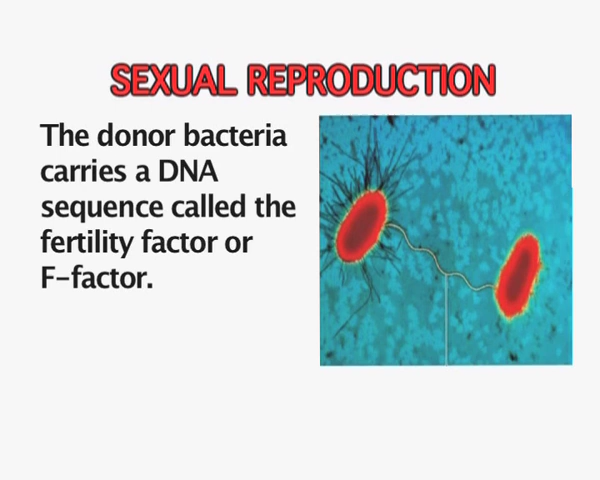 SEXUAL REPRODUCTION
The donor bacteria
carries a DNA
sequence called the
fertility factor or
F-factor.